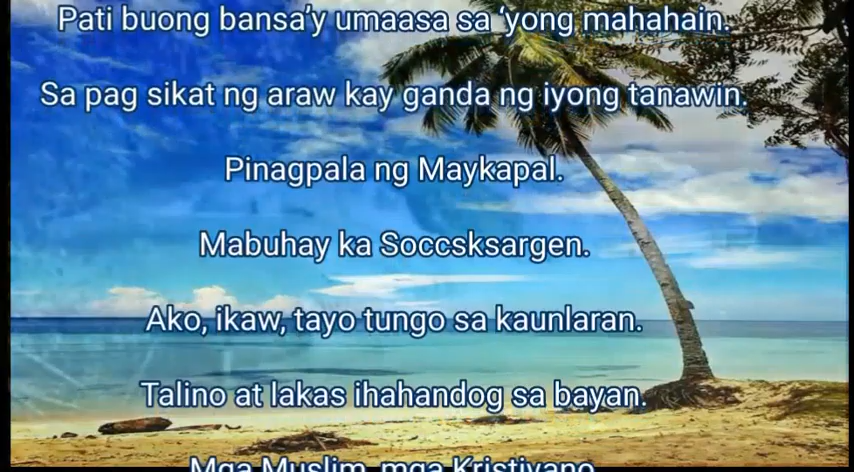 Pati buong bansa'y umaasa sa 'yong mahahain.
Sa pag sikat ng araw kay ganda ng iyong tanawin.
Pinagpala ng Maykapal.
Mabuhay ka Soccsksargen.
Ako, ikaw, tayo tungo sa kaunlaran.
Talino at lakas ihahandog sa bayan.
Mga Muslim, mga Kristiyano